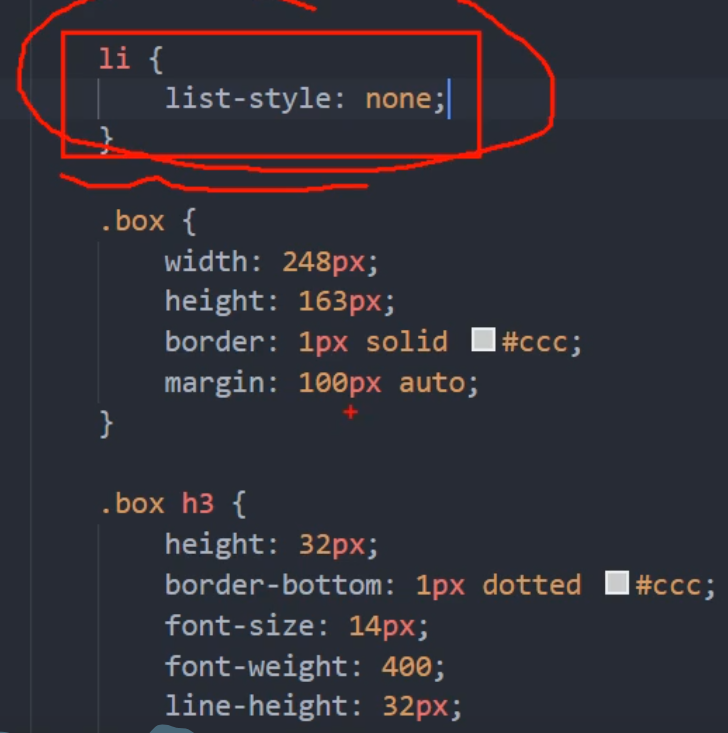 li {
list-style: none;
}
.box {
width: 248px;
height: 163px;
border: 1px solid #ccc;
margin: 100px auto;
}
.box h3 {
height: 32px;
border-bottom: 1px dotted #ccc;
font-size: 14px;
font-weight: 400;
line-height: 32px;